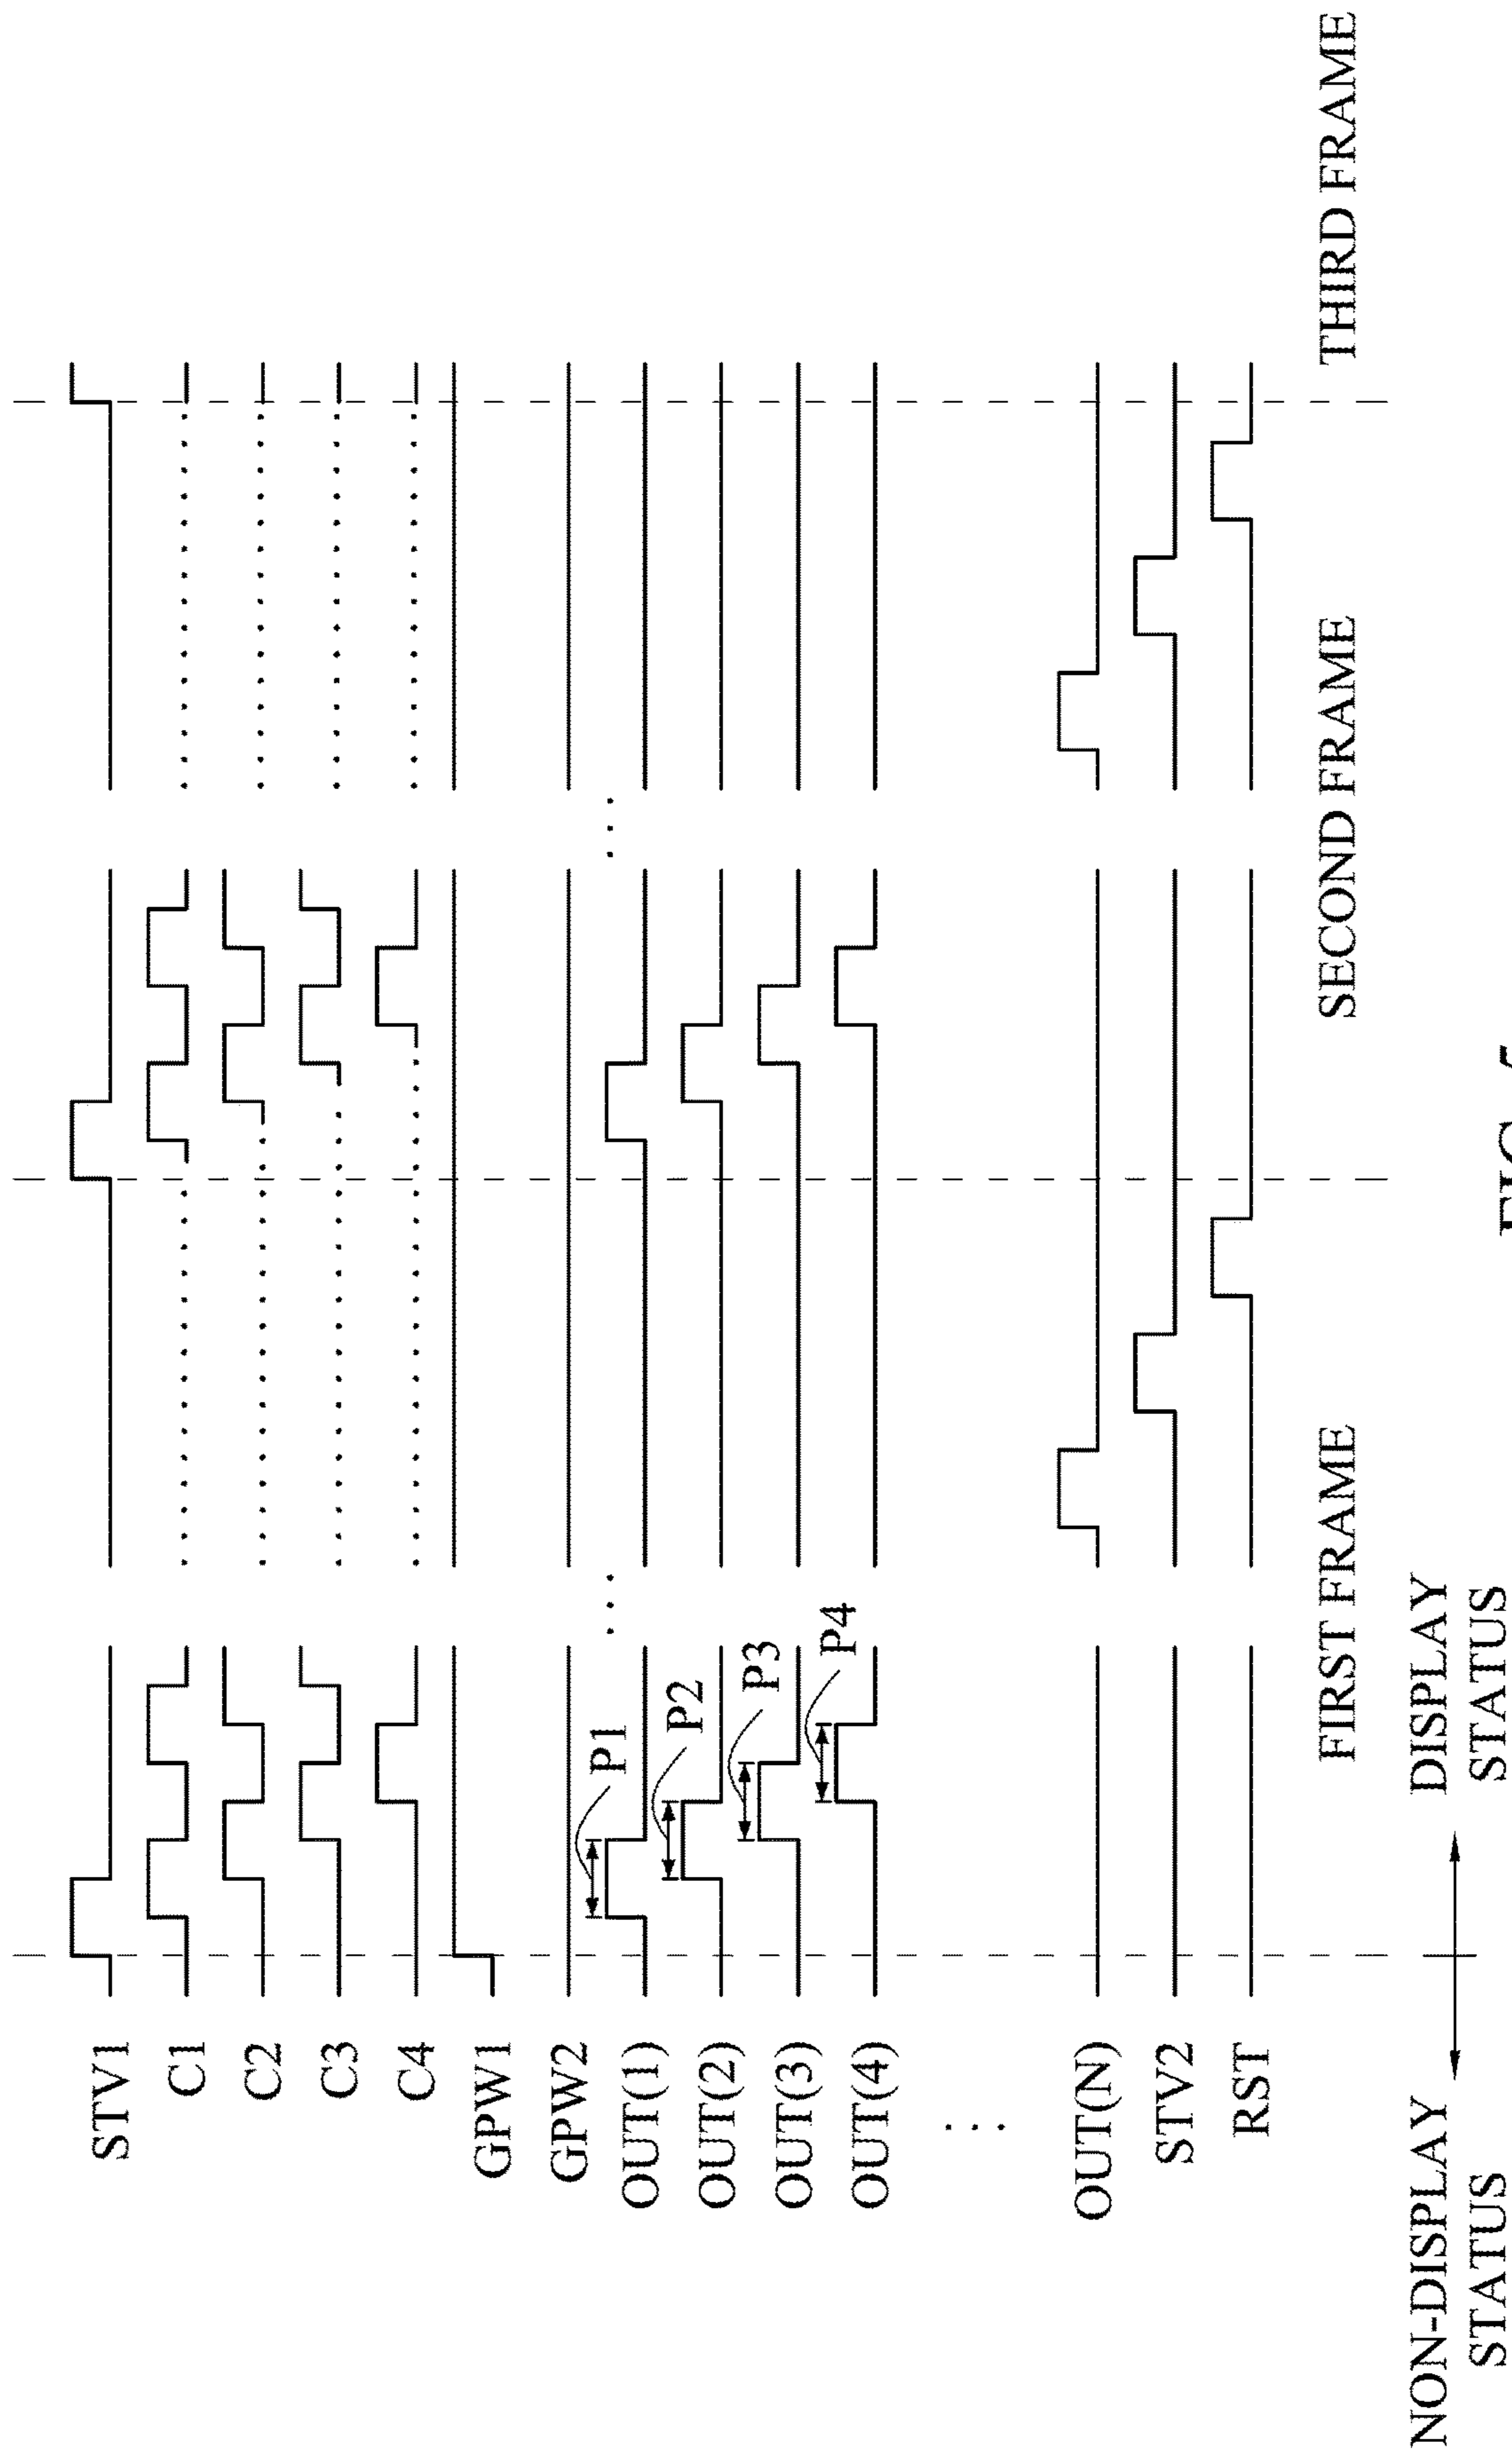 STV1
C1
C2
C3
C4
GPW1
GPW2
OUT(1)
P1
. . .
OUT(2)
P2
OUT(3)
P3
OUT(4)
P4
. . .
OUT(N)
STV2
RST
FIRST FRAME
SECOND FRAME
THIRD FRAME
NON-DISPLAY
STATUS
DISPLAY
STATUS